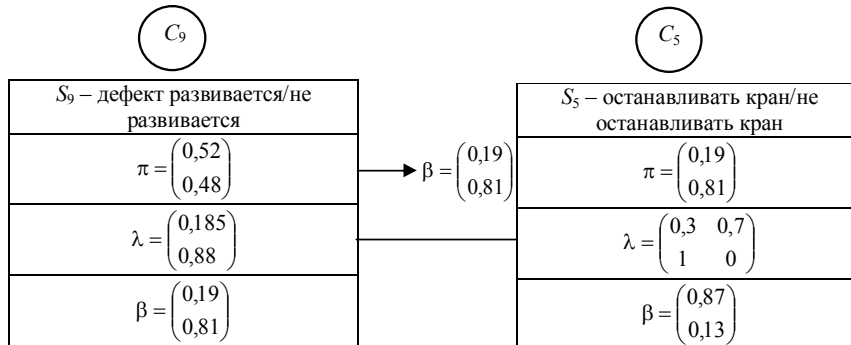 C₉
C₅
S₉ – дефект развивается/не
развивается
S₅ – останавливать кран/не
останавливать кран
π = (0,52
0,48)
β = (0,19
0,81)
π = (0,19
0,81)
λ = (0,185
0,88)
λ = (0,3 0,7
1 0)
β = (0,19
0,81)
β = (0,87
0,13)